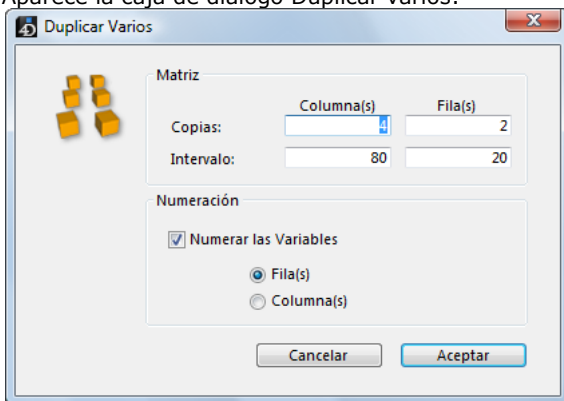 Aparece la caja de diálogo Duplicar Varios:
Duplicar Varios
Matriz
Columna(s) Fila(s)
Copias: 4 2
Intervalo: 80 20
Numeración
Numerar las Variables
Fila(s)
Columna(s)
Cancelar Aceptar